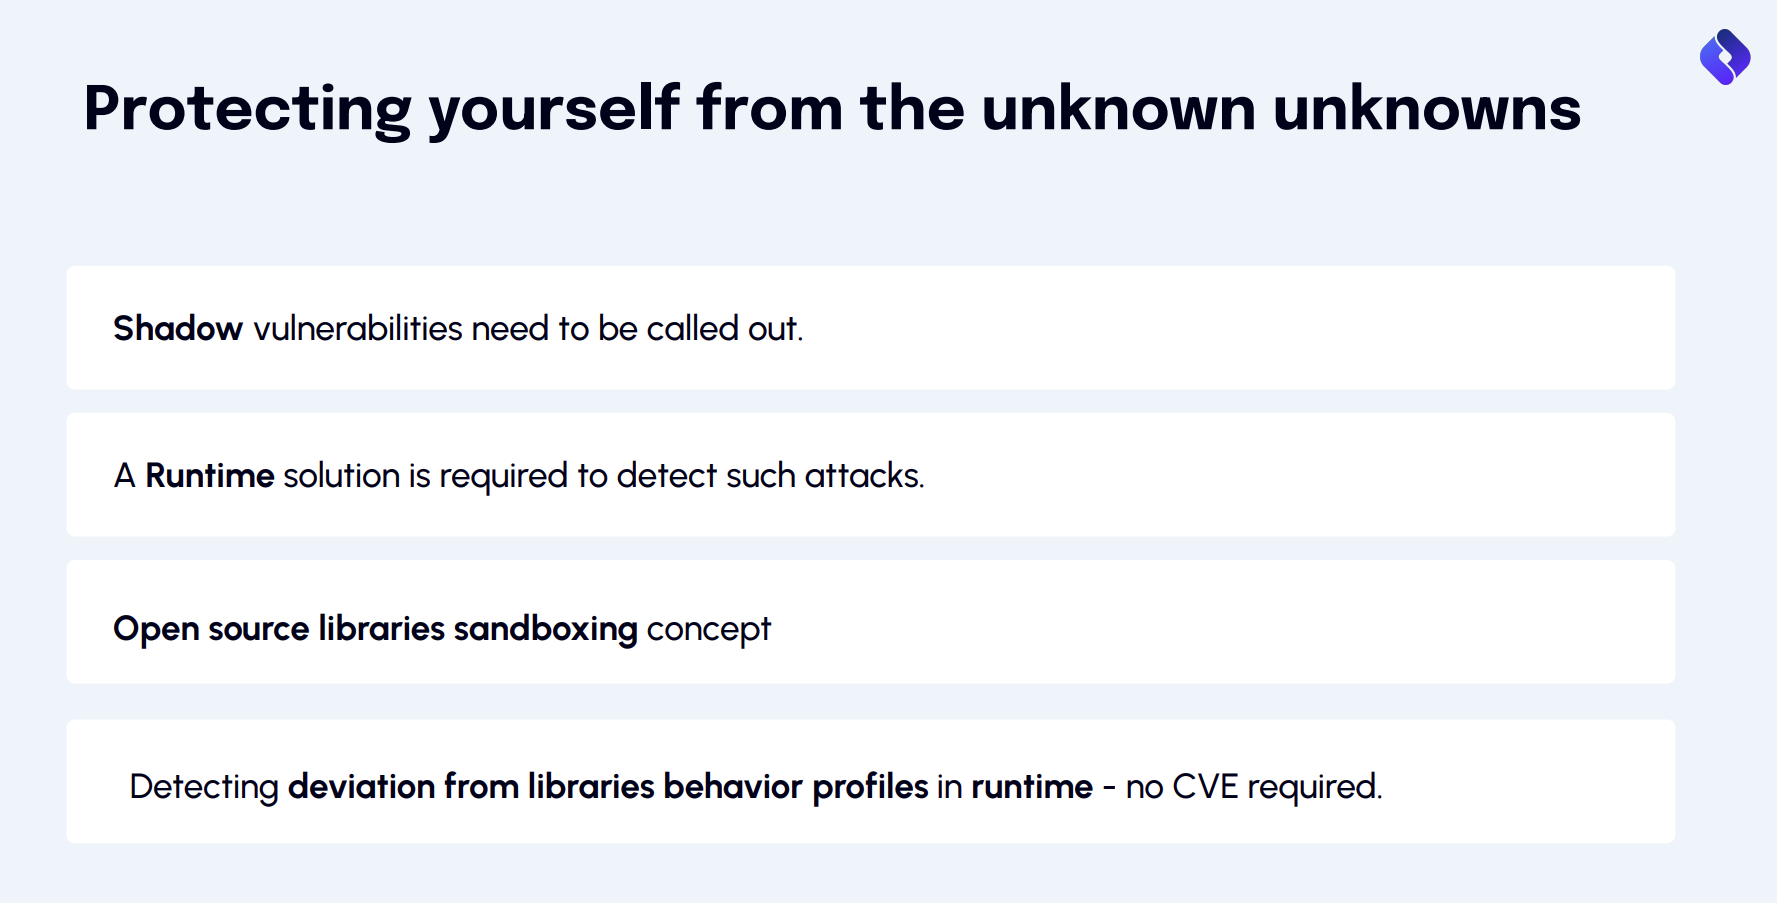 Protecting yourself from the unknown unknowns
Shadow vulnerabilities need to be called out.
A Runtime solution is required to detect such attacks.
Open source libraries sandboxing concept
Detecting deviation from libraries behavior profiles in runtime - no CVE required.